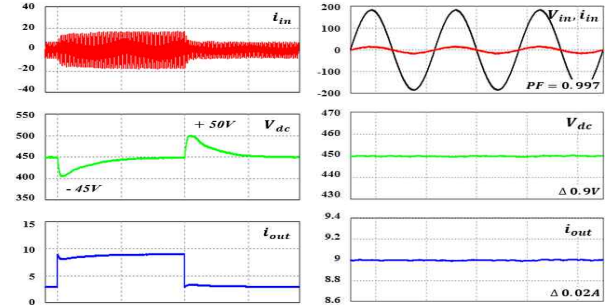 40
20
0
-20
-40
i_in
550
500
450
400
350
V_dc
+ 50V
- 45V
15
10
5
0
i_out
200
100
0
-100
-200
V_in, i_in
PF = 0.997
470
460
450
440
430
V_dc
Δ 0.9V
9.4
9.2
9
8.8
8.6
i_out
Δ 0.02A